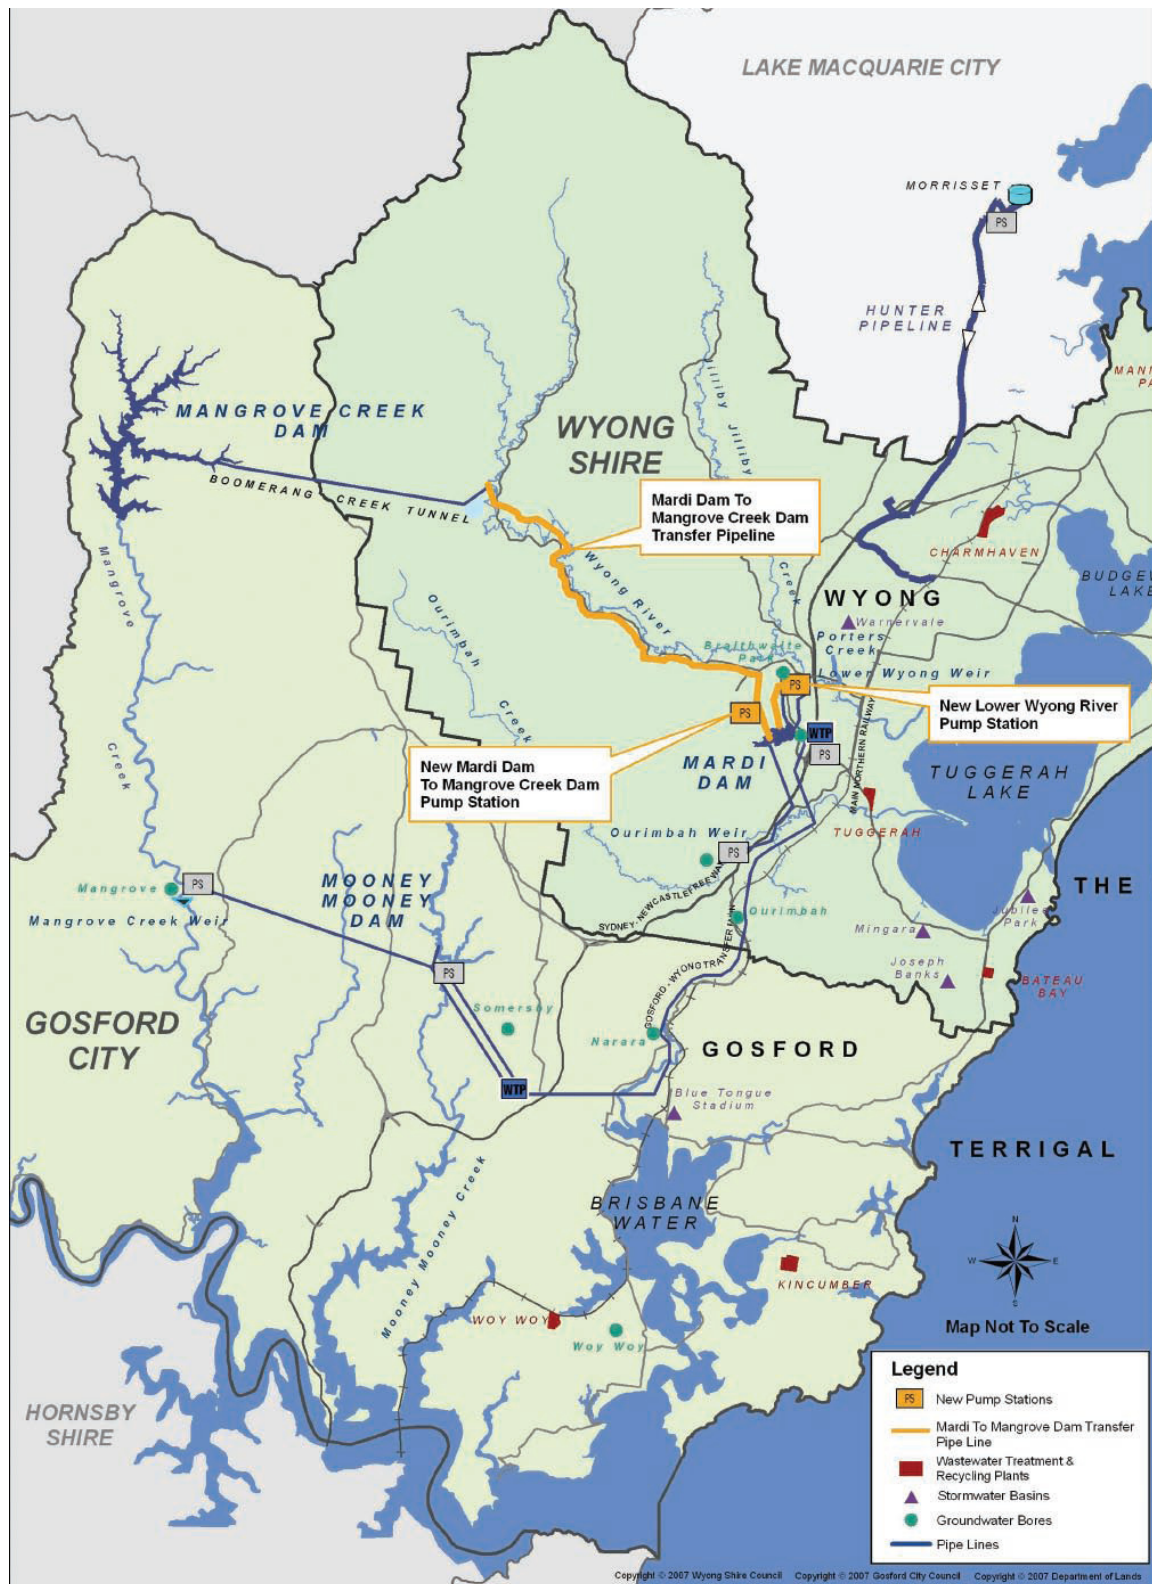 LAKE MACQUARIE CITY
MORRISSET
PS
HUNTER
PIPELINE
MANGROVE CREEK
DAM
BOOMERANG CREEK TUNNEL
WYONG
SHIRE
Jilliby Jilliby
Creek
Mardi Dam To
Mangrove Creek Dam
Transfer Pipeline
CHARMHAVEN
Mangrove
Creek
Ourimbah
Creek
Wyong River
WYONG
Warnervale
Porters
Creek
Braithwaite
Park
Lower Wyong Weir
PS
PS
New Lower Wyong River
Pump Station
WTP
PS
MARDI
DAM
MAIN NORTHERN RAILWAY
TUGGERAH
LAKE
New Mardi Dam
To Mangrove Creek Dam
Pump Station
TUGGERAH
Ourimbah Weir
PS
SYDNEY-NEWCASTLE FREEWAY
Mangrove
PS
Mangrove Creek Weir
MOONEY
MOONEY
DAM
PS
THE
Jubilee
Park
Ourimbah
Mingara
Joseph
Banks
BATEAU
BAY
GOSFORD - WYONG TRANSFER MAIN
Somersby
GOSFORD
CITY
Narara
GOSFORD
WTP
Blue Tongue
Stadium
TERRIGAL
Mooney Mooney Creek
BRISBANE
WATER
KINCUMBER
WOY WOY
Woy Woy
N
W
E
S
Map Not To Scale
HORNSBY
SHIRE
Legend
PS New Pump Stations
Mardi To Mangrove Dam Transfer
Pipe Line
Wastewater Treatment &
Recycling Plants
Stormwater Basins
Groundwater Bores
Pipe Lines
Copyright © 2007 Wyong Shire Council Copyright © 2007 Gosford City Council Copyright © 2007 Department of Lands